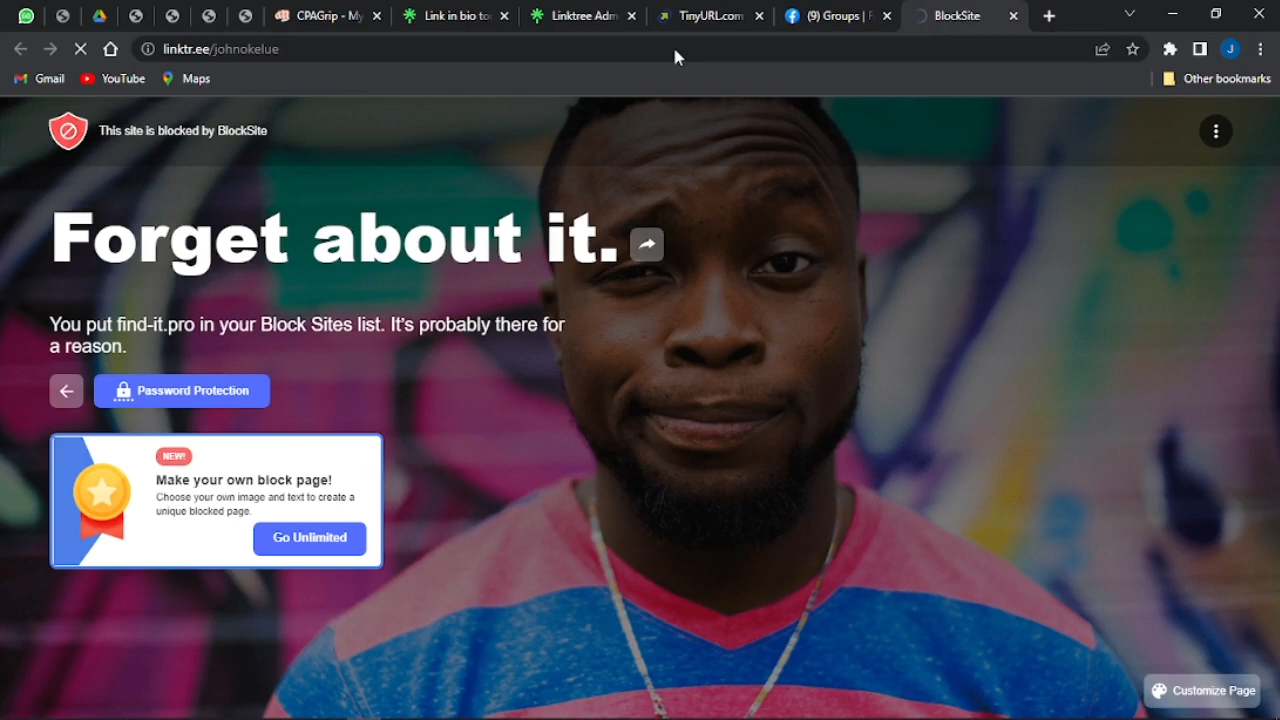 CPAGrip - My
Link in bio too
Linktree Adm
TinyURL.com
(9) Groups | F
BlockSite
linktr.ee/johnokelue
J
Gmail
YouTube
Maps
Other bookmarks
This site is blocked by BlockSite
Forget about it.
You put find-it.pro in your Block Sites list. It's probably there for
a reason.
Password Protection
NEW!
Make your own block page!
Choose your own image and text to create a
unique blocked page.
Go Unlimited
Customize Page